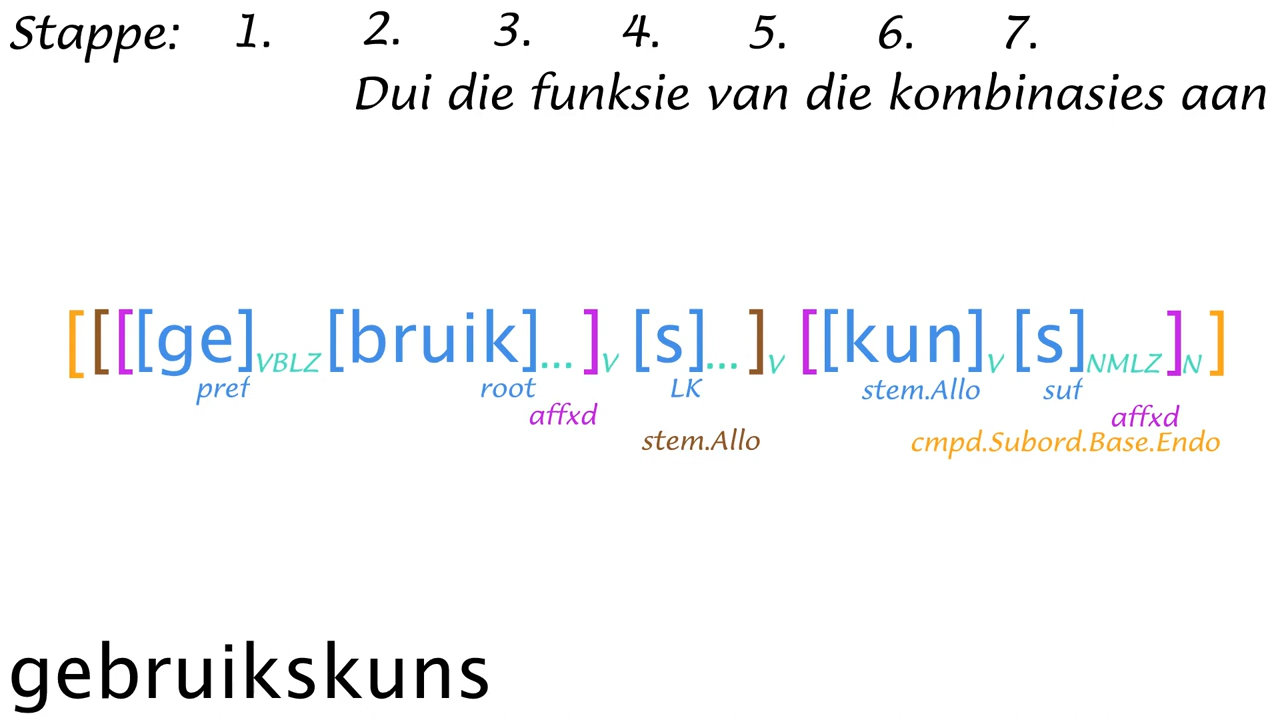 Stappe: 1. 2. 3. 4. 5. 6. 7.
Dui die funksie van die kombinasies aan
[[[[ge]VBLZ [bruik]...]V [s]...]V [[kun]V [s]NMLZ]N]
pref root LK stem.Allo suf
affxd affxd
stem.Allo cmpd.Subord.Base.Endo
gebruikskuns